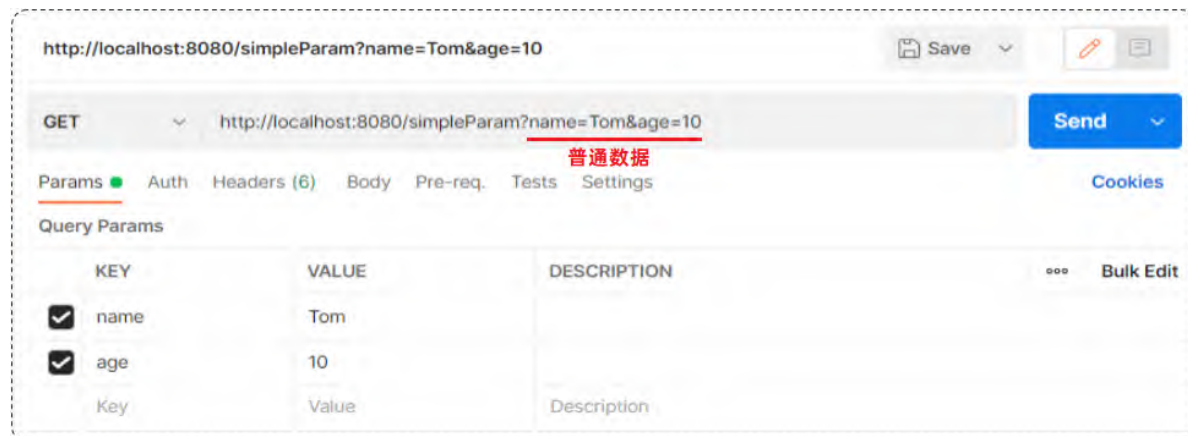 http://localhost:8080/simpleParam?name=Tom&age=10 Save
GET http://localhost:8080/simpleParam?name=Tom&age=10 Send
普通数据
Params Auth Headers (6) Body Pre-req. Tests Settings Cookies
Query Params
KEY VALUE DESCRIPTION ooo Bulk Edit
name Tom
age 10
Key Value Description